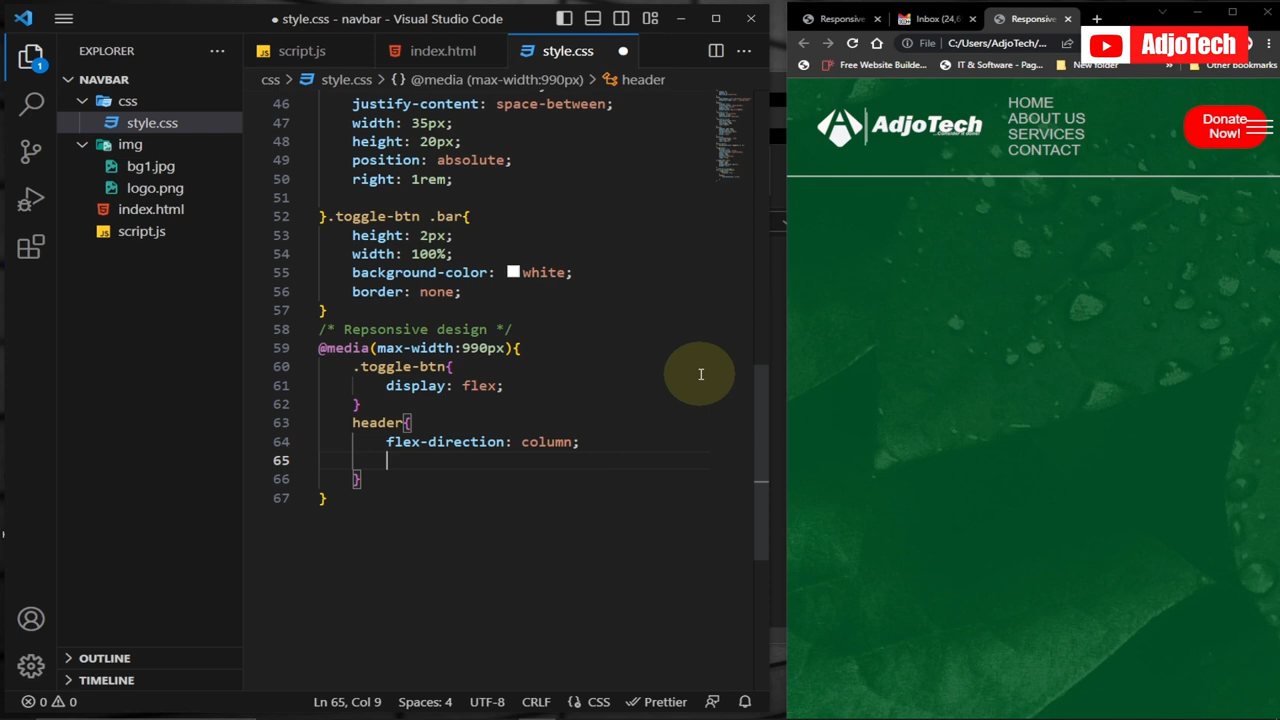 style.css - navbar - Visual Studio Code
EXPLORER
NAVBAR
css
style.css
img
bg1.jpg
logo.png
index.html
script.js
OUTLINE
TIMELINE
1
script.js
index.html
style.css
css > style.css > {} @media (max-width:990px) > header
46
47
48
49
50
51
52
53
54
55
56
57
58
59
60
61
62
63
64
65
66
67
justify-content: space-between;
width: 35px;
height: 20px;
position: absolute;
right: 1rem;
}.toggle-btn .bar{
height: 2px;
width: 100%;
background-color: white;
border: none;
}
/* Repsonsive design */
@media(max-width:990px){
.toggle-btn{
display: flex;
}
header{
flex-direction: column;
}
}
0 0
Ln 65, Col 9
Spaces: 4
UTF-8
CRLF
CSS
Prettier
Responsive
Inbox (24,6
Responsive
File
C:/Users/AdjoTech/...
AdjoTech
Free Website Builde...
IT & Software - Pag...
New folder
Other bookmarks
AdjoTech
HOME
ABOUT US
SERVICES
CONTACT
Donate
Now!